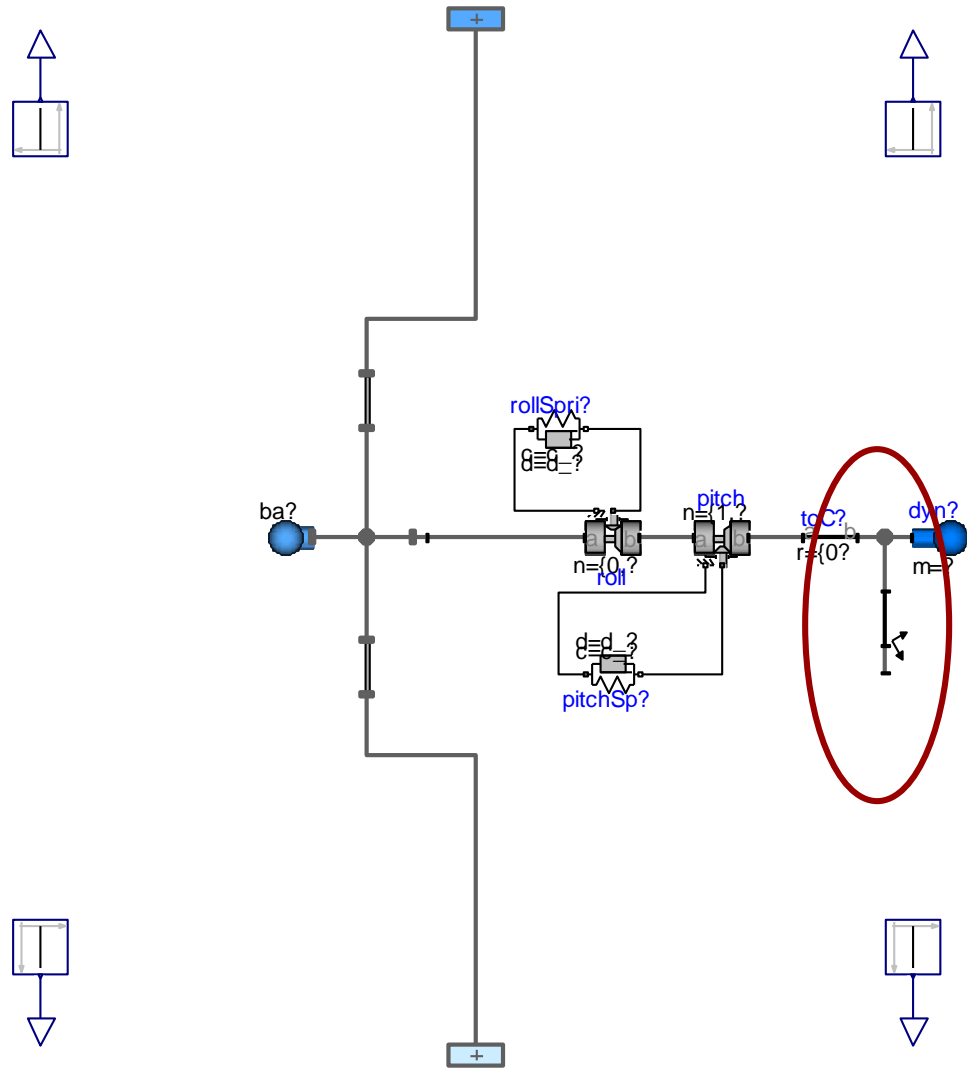 +
rollSpri?
c=c_?
d=d_?
pitch
n={1,?
ba?
a b
n={0,?
roll
a b
toC?
a b
r={0?
dyn?
m=?
d=d_?
c=c_?
pitchSp?
+